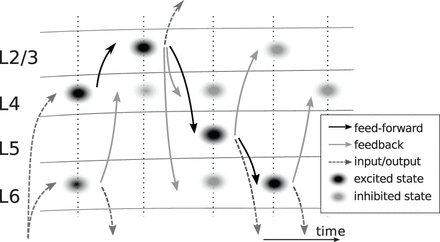 L2/3
L4
L5
L6
feed-forward
feedback
input/output
excited state
inhibited state
time